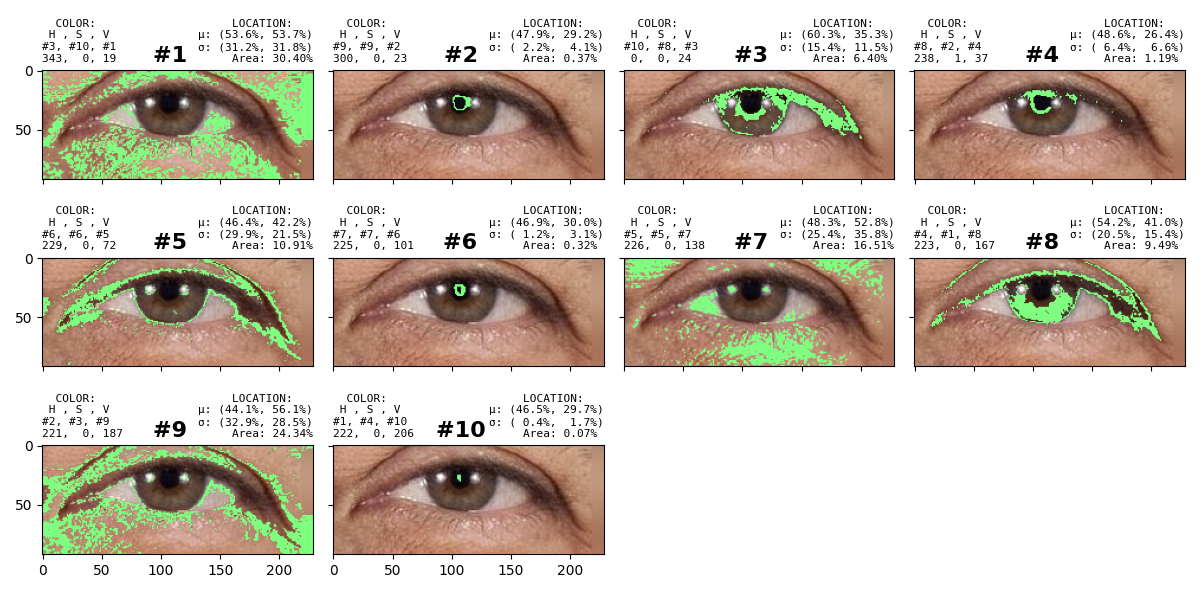 COLOR: LOCATION:
H , S , V μ: (53.6%, 53.7%)
#3, #10, #1 σ: (31.2%, 31.8%)
343, 0, 19 #1 Area: 30.40%
COLOR: LOCATION:
H , S , V μ: (47.9%, 29.2%)
#9, #9, #2 σ: ( 2.2%, 4.1%)
300, 0, 23 #2 Area: 0.37%
COLOR: LOCATION:
H , S , V μ: (60.3%, 35.3%)
#10, #8, #3 σ: (15.4%, 11.5%)
0, 0, 24 #3 Area: 6.40%
COLOR: LOCATION:
H , S , V μ: (48.6%, 26.4%)
#8, #2, #4 σ: ( 6.4%, 6.6%)
238, 1, 37 #4 Area: 1.19%
0
50
COLOR: LOCATION:
H , S , V μ: (46.4%, 42.2%)
#6, #6, #5 σ: (29.9%, 21.5%)
229, 0, 72 #5 Area: 10.91%
COLOR: LOCATION:
H , S , V μ: (46.9%, 30.0%)
#7, #7, #6 σ: ( 1.2%, 3.1%)
225, 0, 101 #6 Area: 0.32%
COLOR: LOCATION:
H , S , V μ: (48.3%, 52.8%)
#5, #5, #7 σ: (25.4%, 35.8%)
226, 0, 138 #7 Area: 16.51%
COLOR: LOCATION:
H , S , V μ: (54.2%, 41.0%)
#4, #1, #8 σ: (20.5%, 15.4%)
223, 0, 167 #8 Area: 9.49%
0
50
COLOR: LOCATION:
H , S , V μ: (44.1%, 56.1%)
#2, #3, #9 σ: (32.9%, 28.5%)
221, 0, 187 #9 Area: 24.34%
COLOR: LOCATION:
H , S , V μ: (46.5%, 29.7%)
#1, #4, #10 σ: ( 0.4%, 1.7%)
222, 0, 206 #10 Area: 0.07%
0
50
0 50 100 150 200
0 50 100 150 200